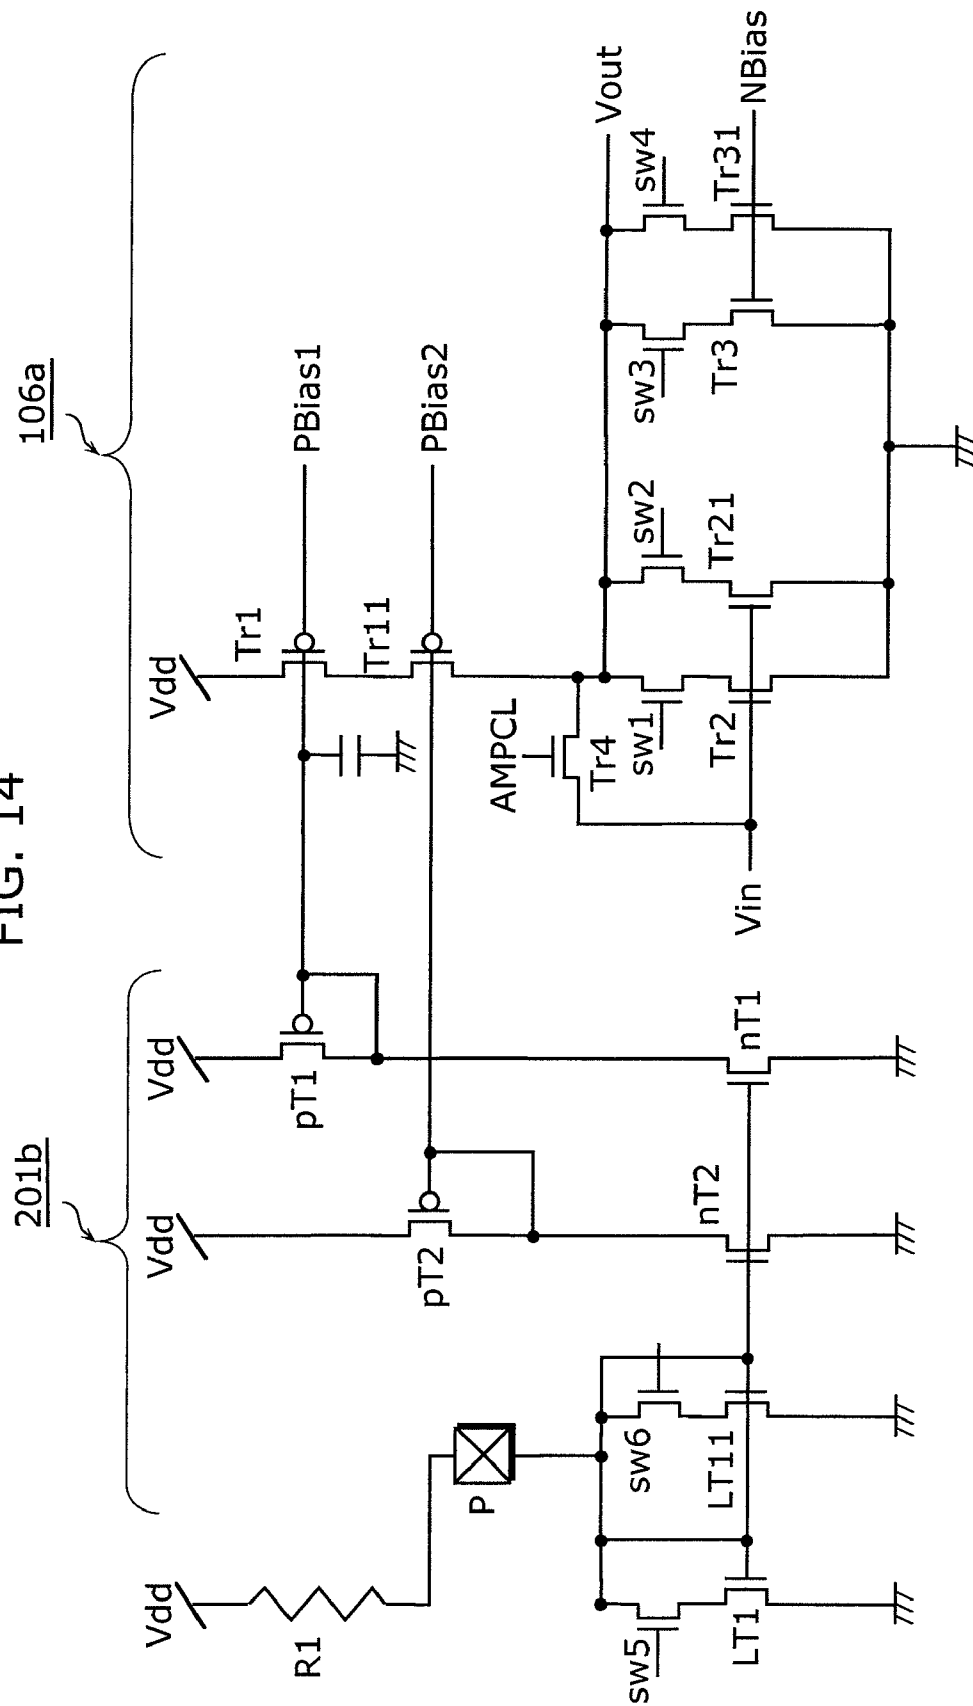 FIG. 14
201b
106a
Vdd
Vdd
Vdd
Vdd
R1
P
pT2
pT1
Tr1
Tr11
PBias1
PBias2
AMPCL
Tr4
Vout
sw5
sw6
sw1
sw2
sw3
sw4
LT1
LT11
nT2
nT1
Vin
Tr2
Tr21
Tr3
Tr31
NBias